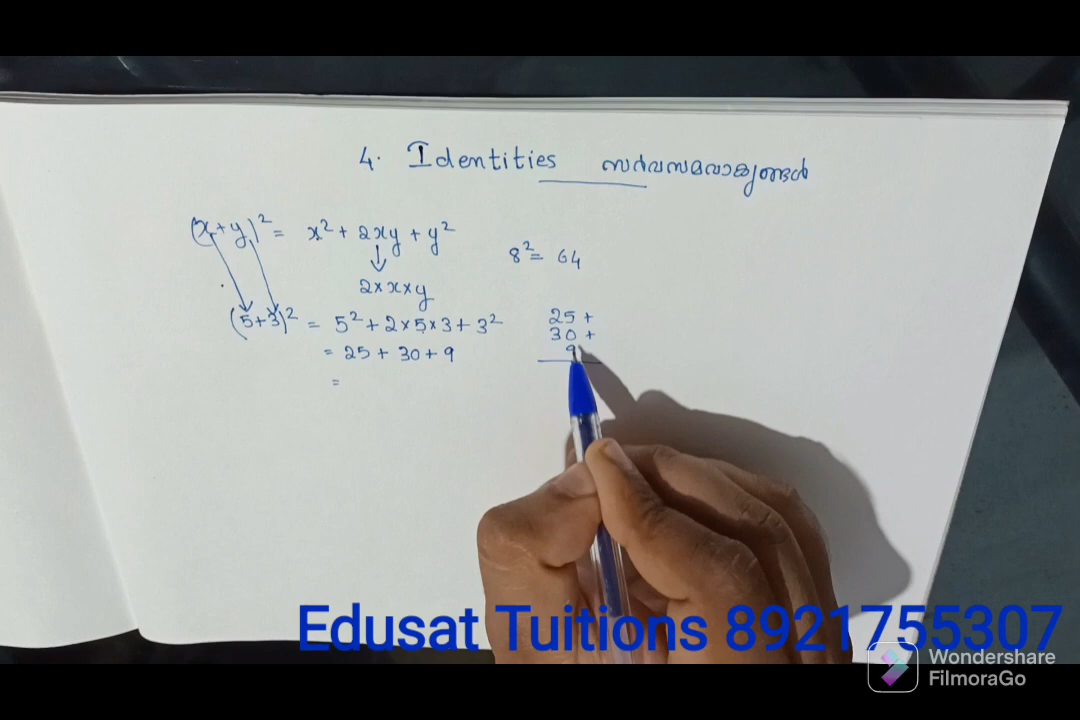 4. Identities സർവസമവാക്യങ്ങൾ
(x+y)² = x² + 2xy + y²
8² = 64
2×x×y
(5+3)² = 5² + 2×5×3 + 3²
= 25 + 30 + 9
=
25 +
30 +
9
Edusat Tuitions 8921755307
Wondershare
FilmoraGo